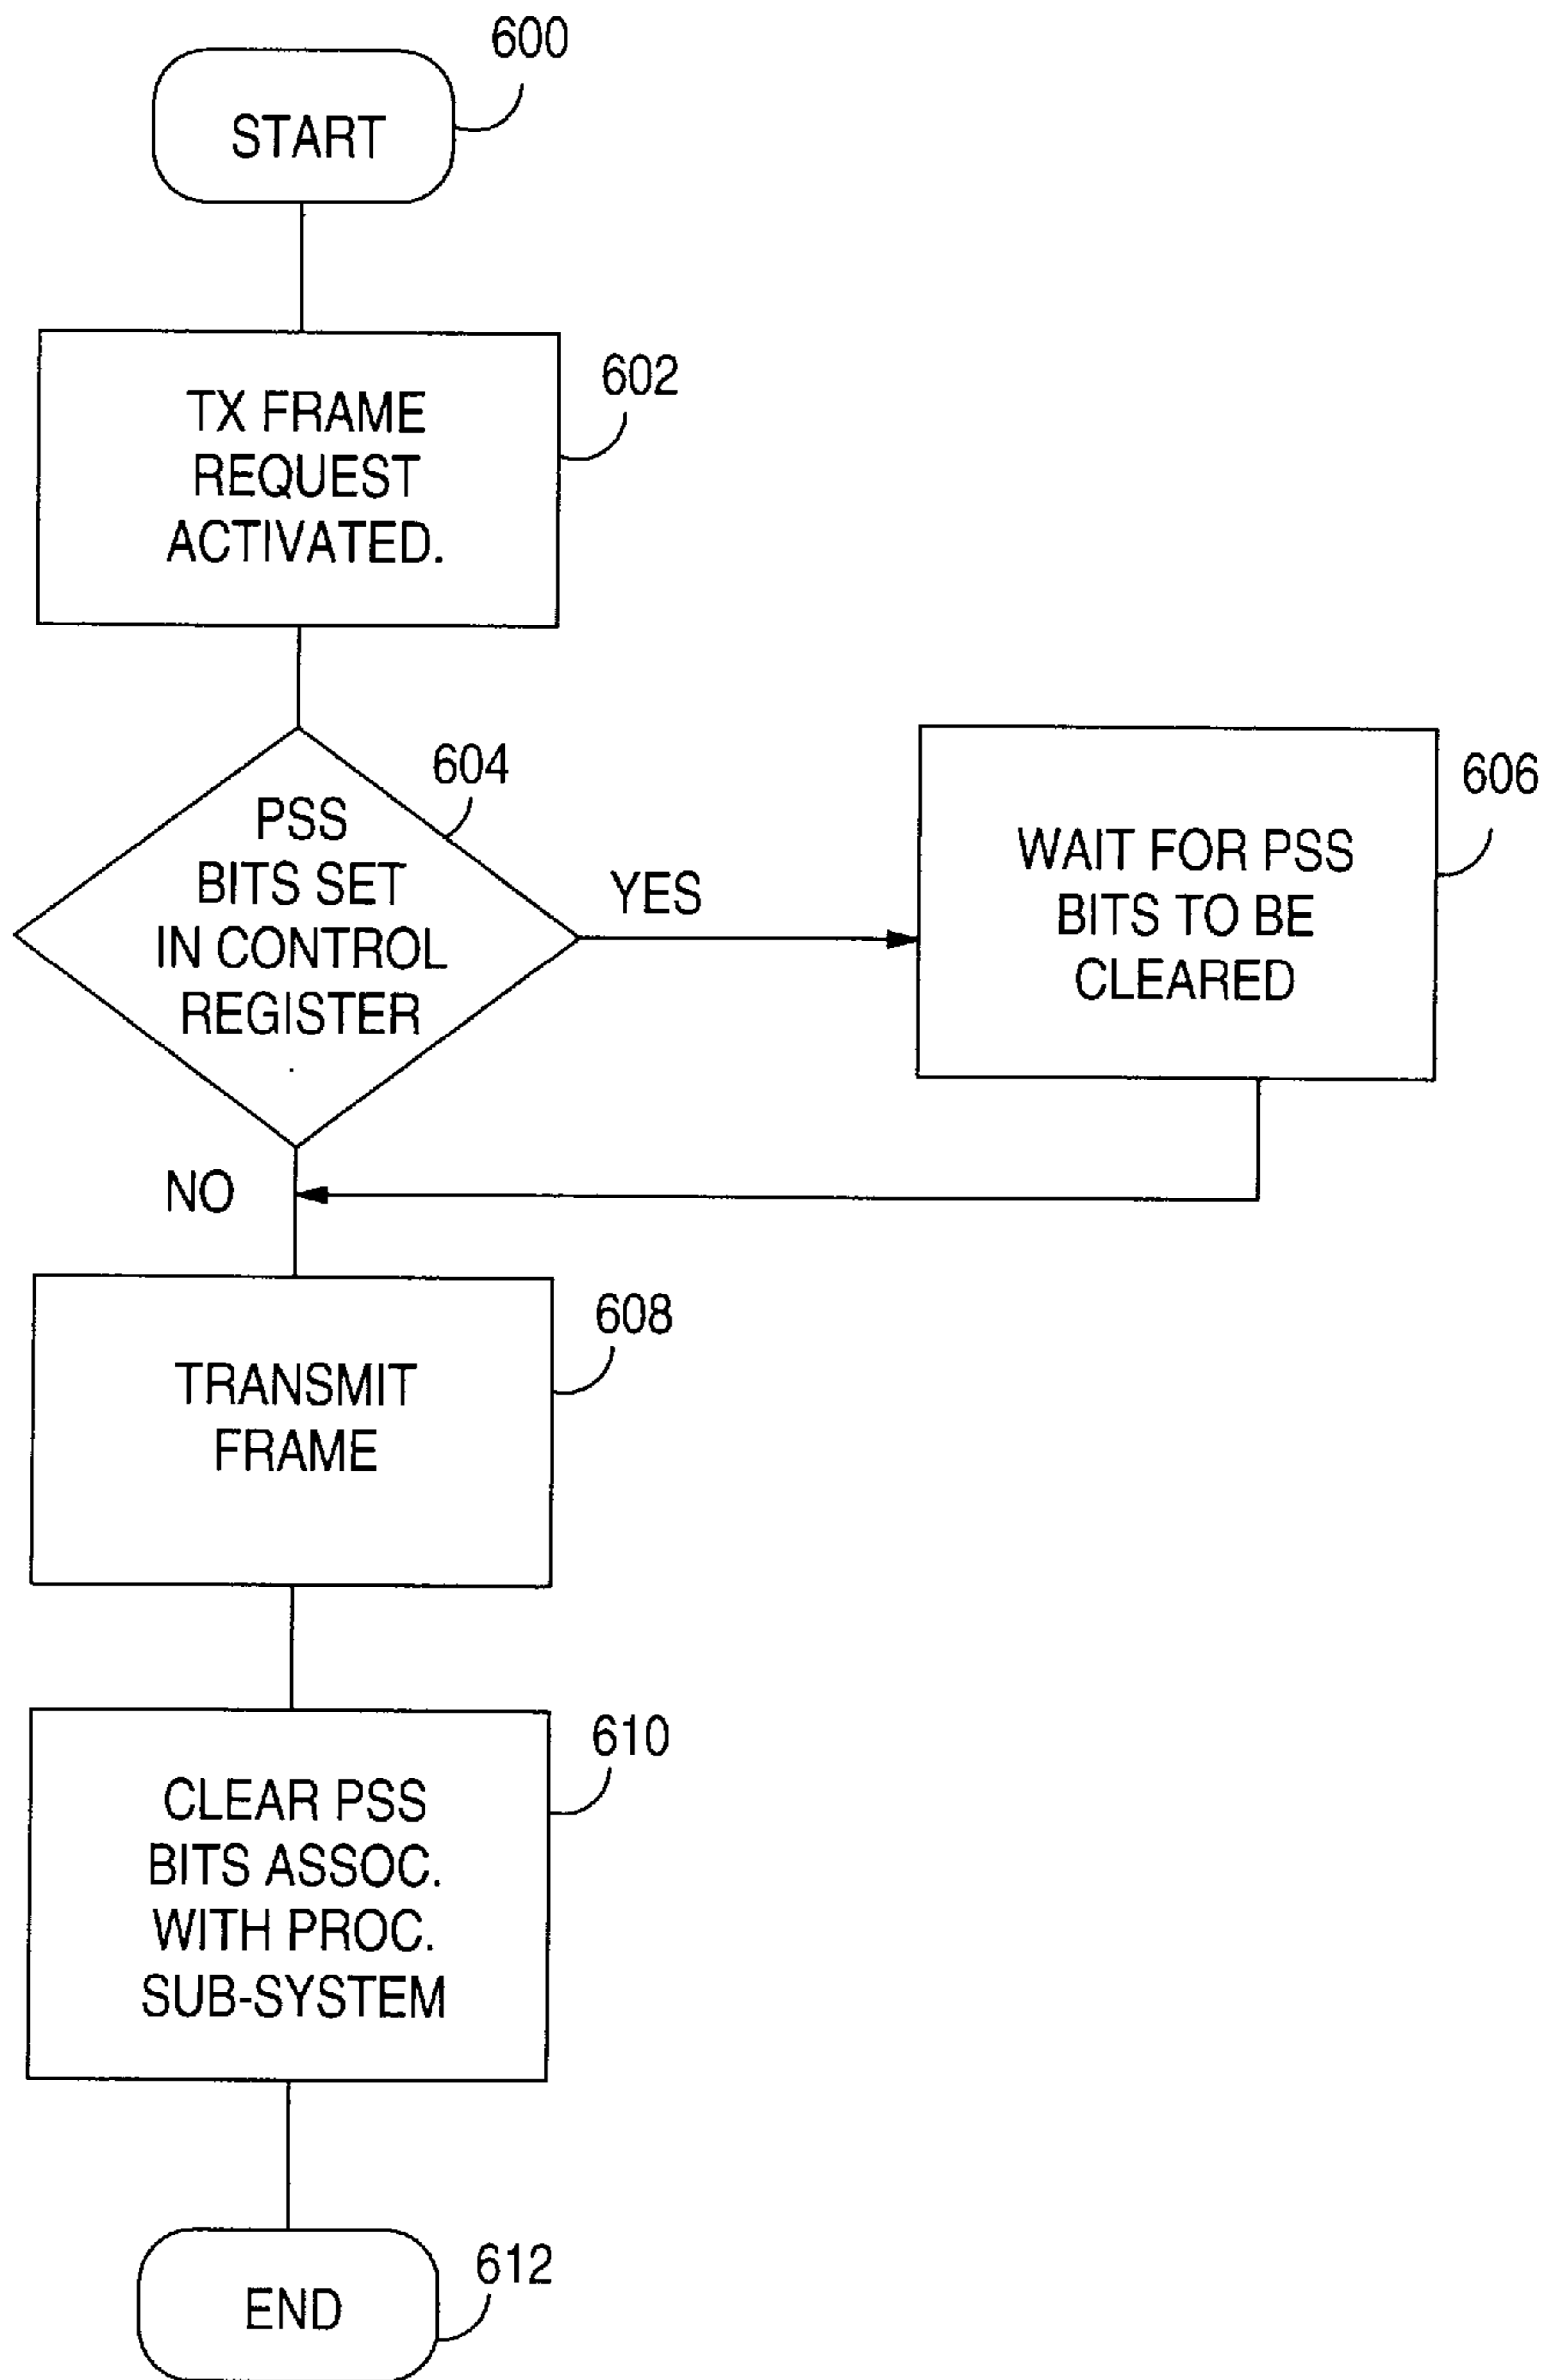 600
START
602
TX FRAME
REQUEST
ACTIVATED.
604
PSS
BITS SET
IN CONTROL
REGISTER
YES
606
WAIT FOR PSS
BITS TO BE
CLEARED
NO
608
TRANSMIT
FRAME
610
CLEAR PSS
BITS ASSOC.
WITH PROC.
SUB-SYSTEM
612
END